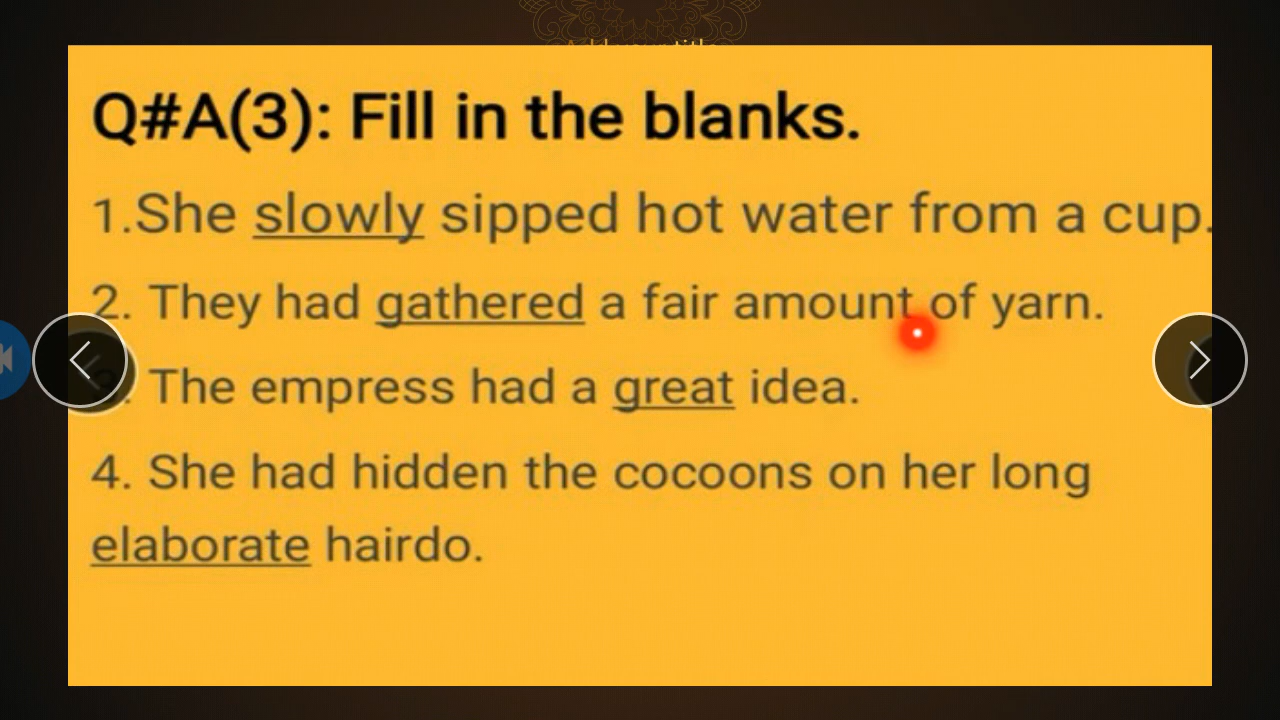 Q#A(3): Fill in the blanks.
1.She slowly sipped hot water from a cup.
2. They had gathered a fair amount of yarn.
3. The empress had a great idea.
4. She had hidden the cocoons on her long
elaborate hairdo.